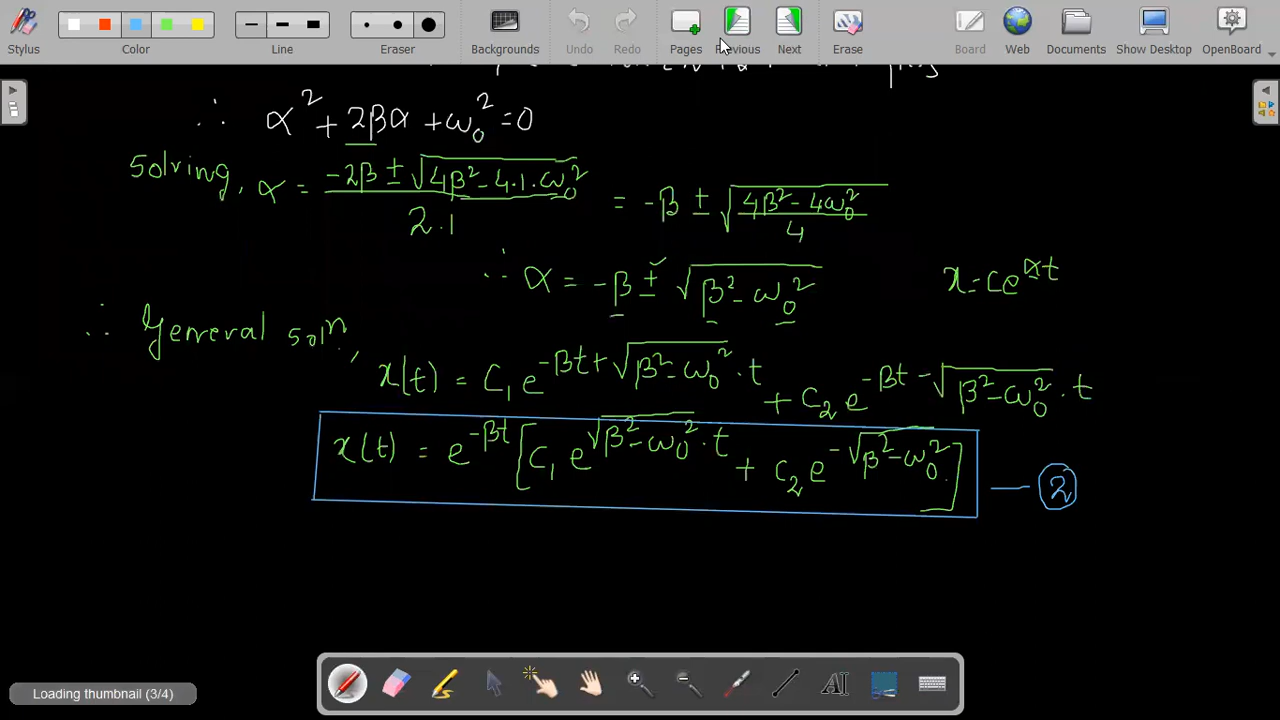 Stylus Color Line Eraser Backgrounds Undo Redo Pages Previous Next Erase Board Web Documents Show Desktop OpenBoard
∴ α² + 2βα + ω₀² = 0
Solving, α = (-2β ± √(4β² - 4.1.ω₀²)) / 2.1 = -β ± √((4β² - 4ω₀²) / 4)
∴ α = -β ± √(β² - ω₀²)
x = ce^αt
∴ General solⁿ,
x(t) = C₁ e^(-βt + √(β² - ω₀²) · t) + C₂ e^(-βt - √(β² - ω₀²) · t)
x(t) = e^(-βt) [C₁ e^(√(β² - ω₀²) · t) + C₂ e^(-√(β² - ω₀²) .] — ②
Loading thumbnail (3/4)
AI